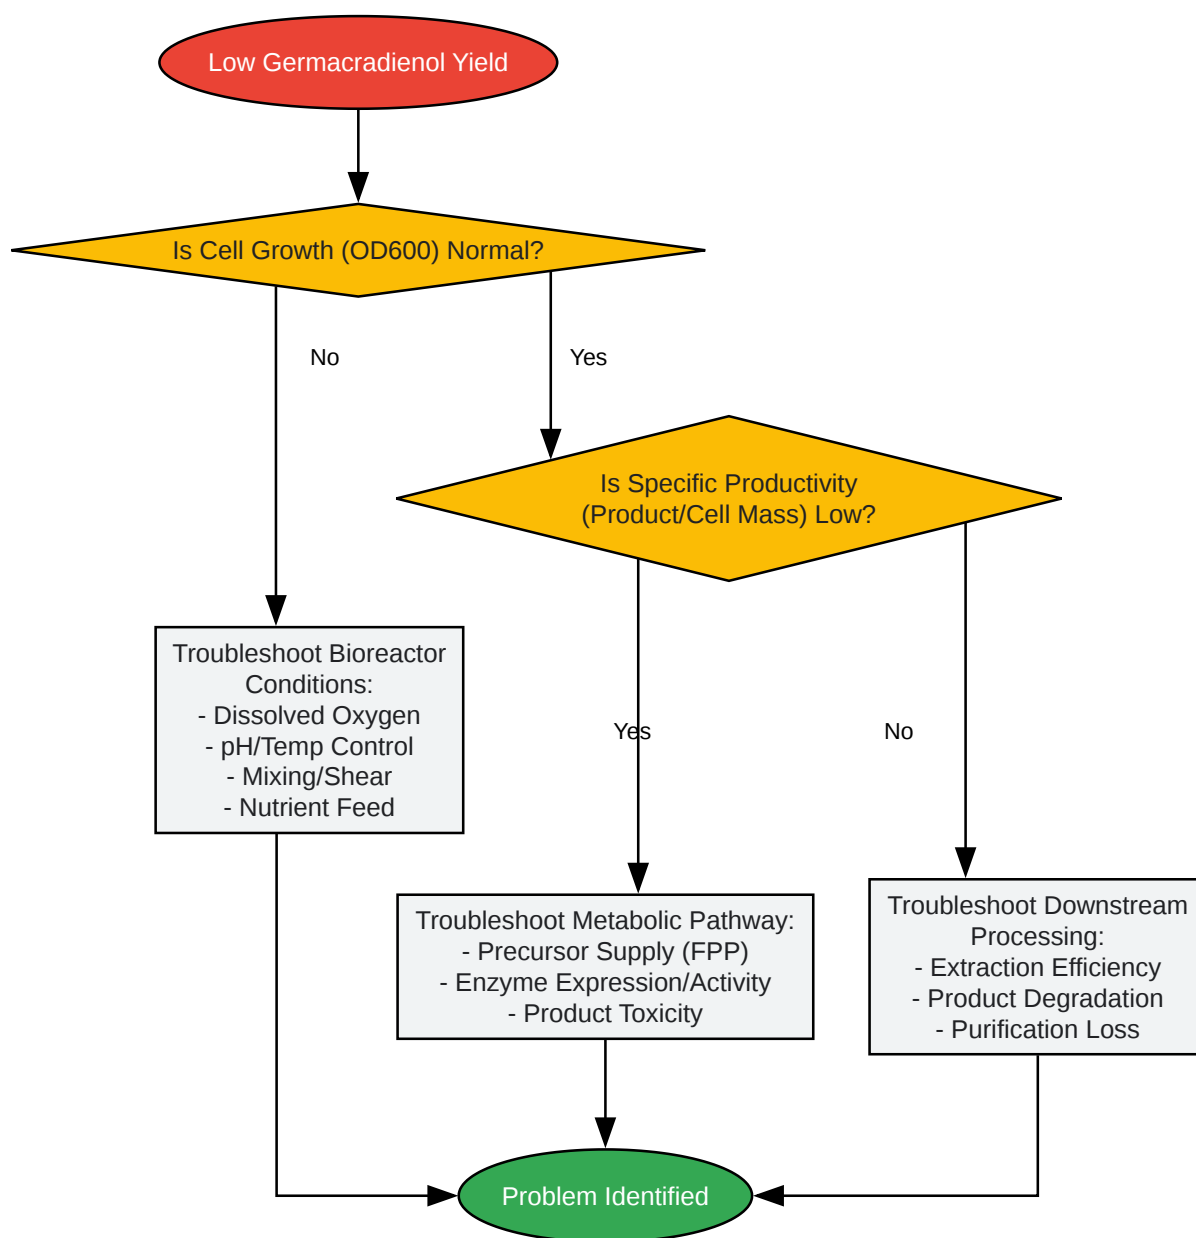 Low Germacradienol Yield
Is Cell Growth (OD600) Normal?
No
Yes
Is Specific Productivity
(Product/Cell Mass) Low?
Troubleshoot Bioreactor
Conditions:
- Dissolved Oxygen
- pH/Temp Control
- Mixing/Shear
- Nutrient Feed
Yes
No
Troubleshoot Metabolic Pathway:
- Precursor Supply (FPP)
- Enzyme Expression/Activity
- Product Toxicity
Troubleshoot Downstream
Processing:
- Extraction Efficiency
- Product Degradation
- Purification Loss
Problem Identified